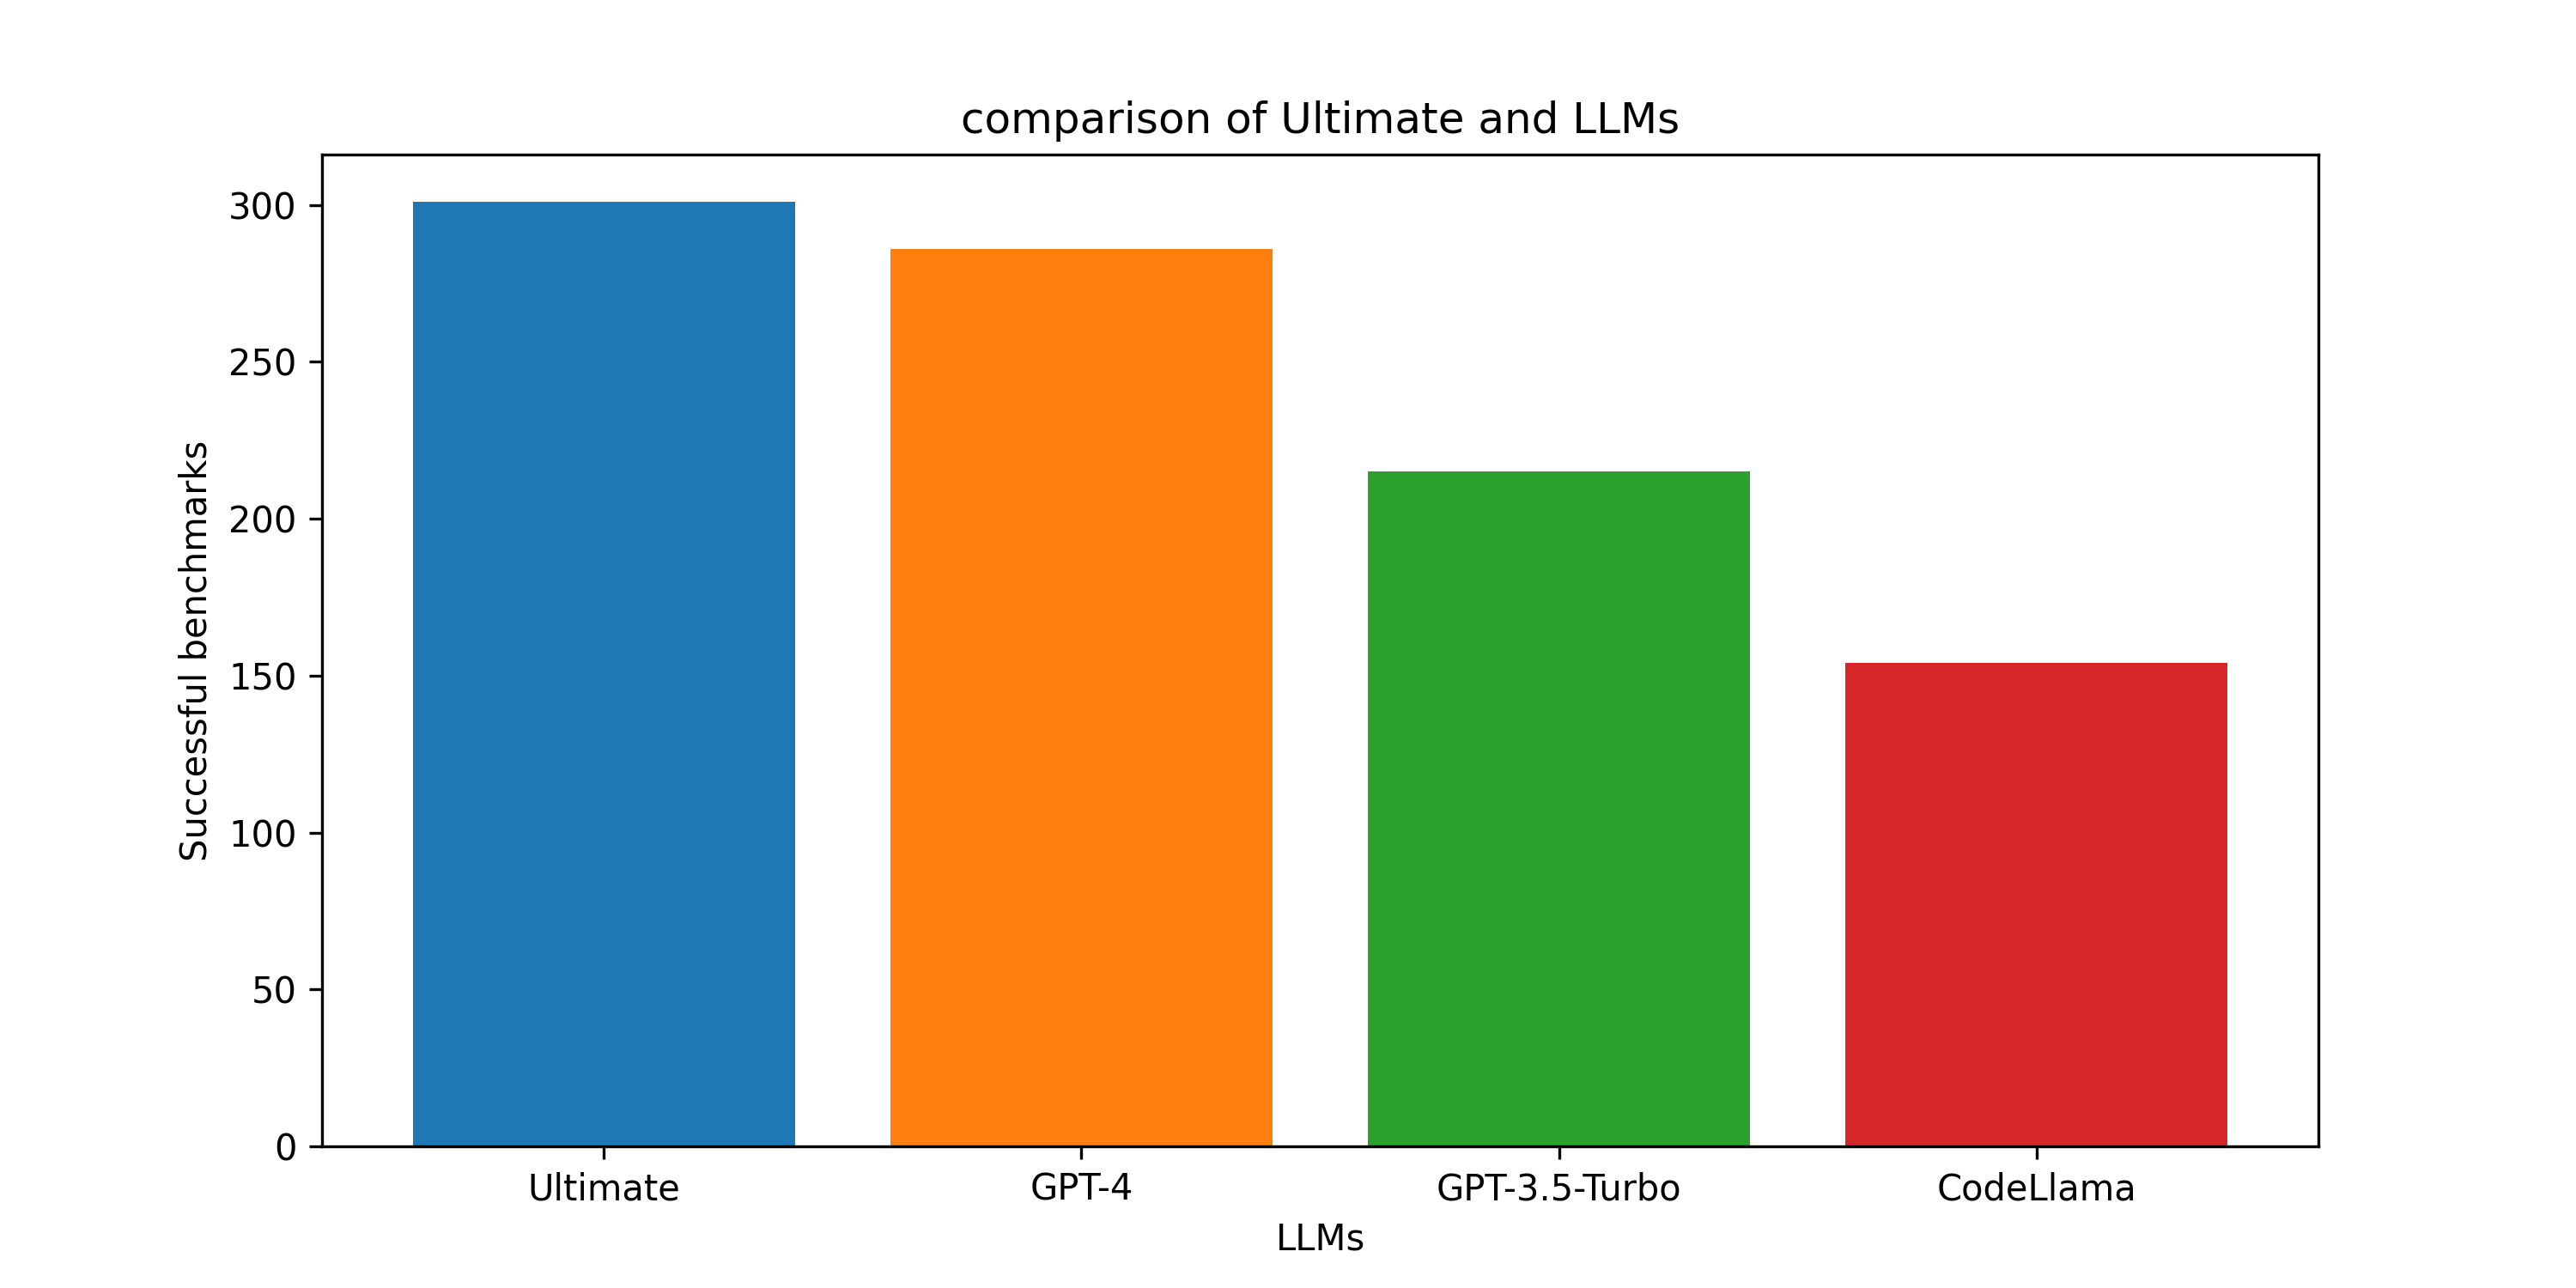 comparison of Ultimate and LLMs
Successful benchmarks
300
250
200
150
100
50
0
Ultimate
GPT-4
GPT-3.5-Turbo
CodeLlama
LLMs